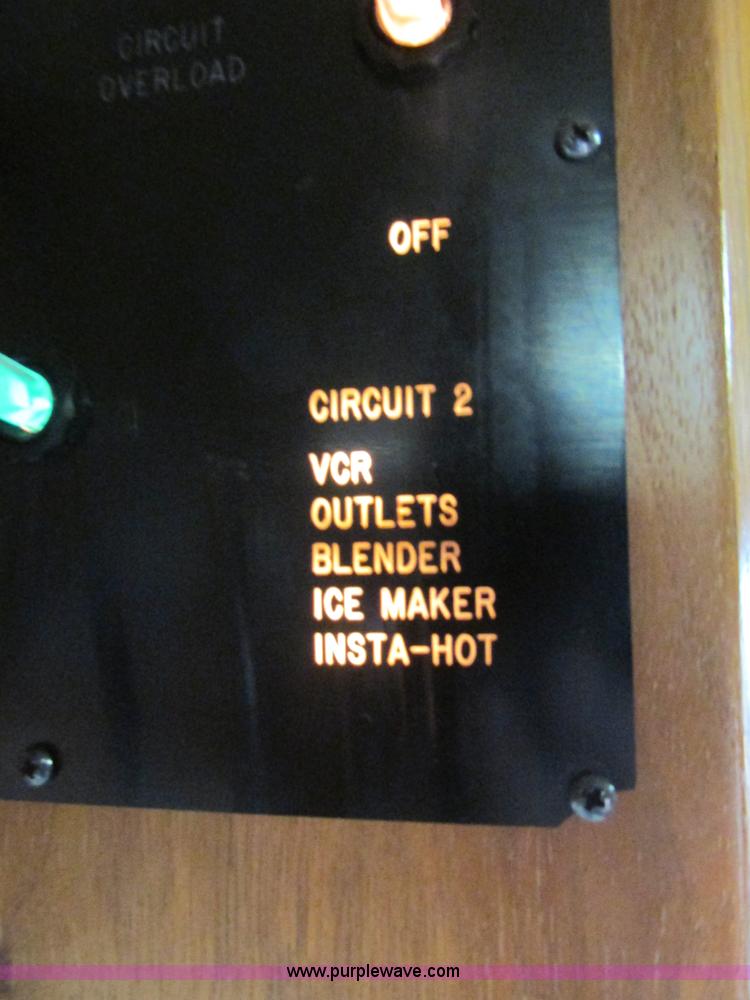 CIRCUIT
OVERLOAD
OFF
CIRCUIT 2
VCR
OUTLETS
BLENDER
ICE MAKER
INSTA-HOT
www.purplewave.com